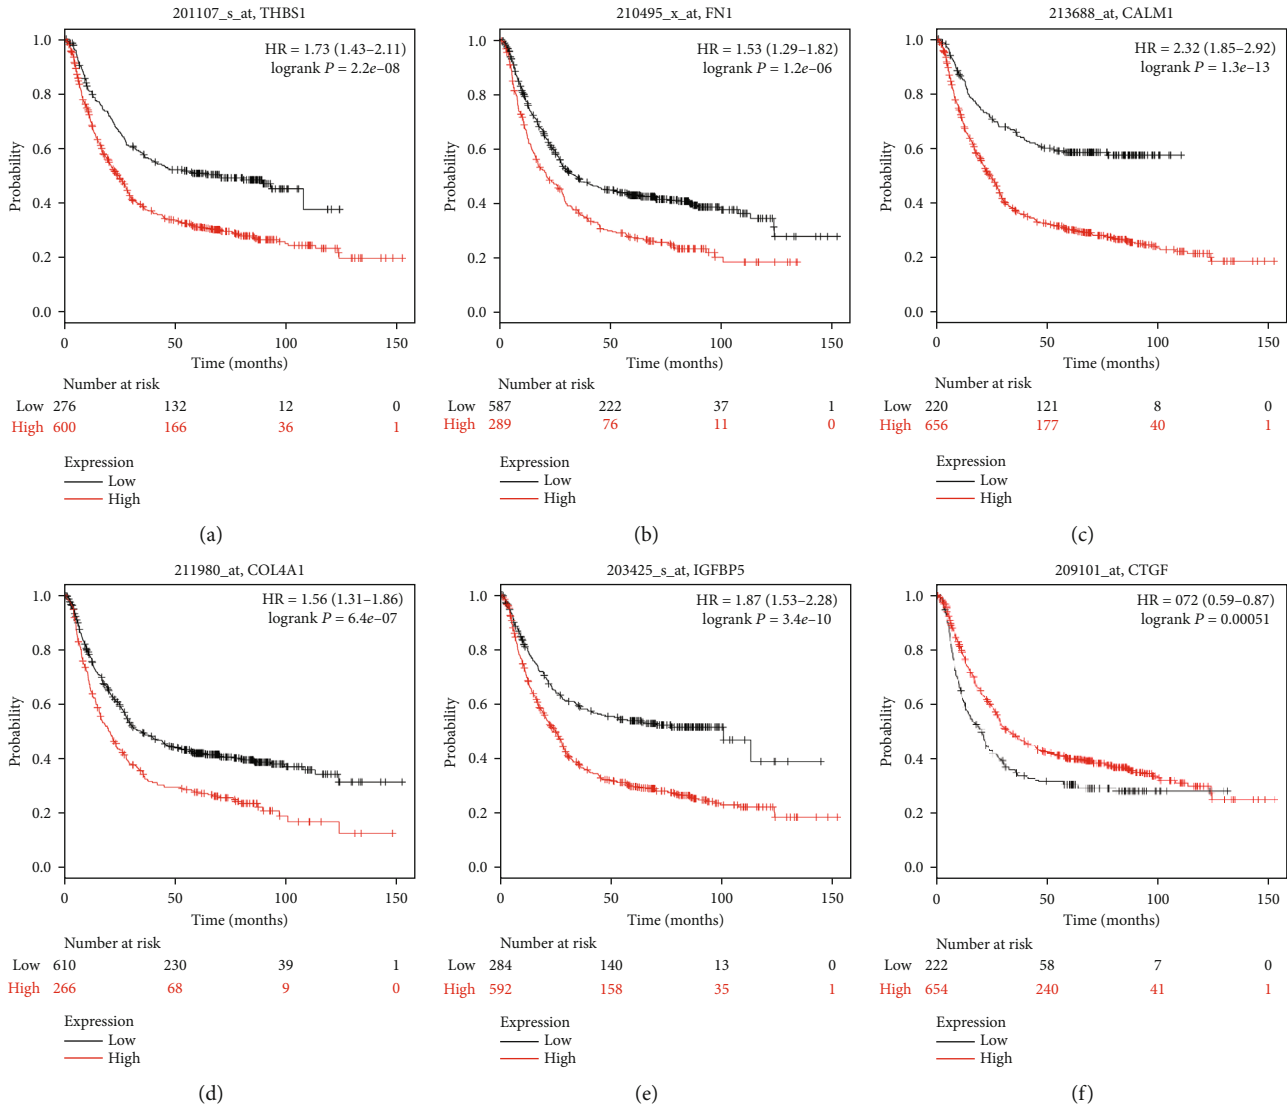 201107_s_at, THBS1
HR = 1.73 (1.43–2.11)
logrank P = 2.2e–08
1.0
0.8
0.6
0.4
0.2
0.0
Probability
0 50 100 150
Time (months)
Number at risk
Low 276 132 12 0
High 600 166 36 1
Expression
Low
High
(a)
210495_x_at, FN1
HR = 1.53 (1.29–1.82)
logrank P = 1.2e–06
1.0
0.8
0.6
0.4
0.2
0.0
Probability
0 50 100 150
Time (months)
Number at risk
Low 587 222 37 1
High 289 76 11 0
Expression
Low
High
(b)
213688_at, CALM1
HR = 2.32 (1.85–2.92)
logrank P = 1.3e–13
1.0
0.8
0.6
0.4
0.2
0.0
Probability
0 50 100 150
Time (months)
Number at risk
Low 220 121 8 0
High 656 177 40 1
Expression
Low
High
(c)
211980_at, COL4A1
HR = 1.56 (1.31–1.86)
logrank P = 6.4e–07
1.0
0.8
0.6
0.4
0.2
0.0
Probability
0 50 100 150
Time (months)
Number at risk
Low 610 230 39 1
High 266 68 9 0
Expression
Low
High
(d)
203425_s_at, IGFBP5
HR = 1.87 (1.53–2.28)
logrank P = 3.4e–10
1.0
0.8
0.6
0.4
0.2
0.0
Probability
0 50 100 150
Time (months)
Number at risk
Low 284 140 13 0
High 592 158 35 1
Expression
Low
High
(e)
209101_at, CTGF
HR = 072 (0.59–0.87)
logrank P = 0.00051
1.0
0.8
0.6
0.4
0.2
0.0
Probability
0 50 100 150
Time (months)
Number at risk
Low 222 58 7 0
High 654 240 41 1
Expression
Low
High
(f)